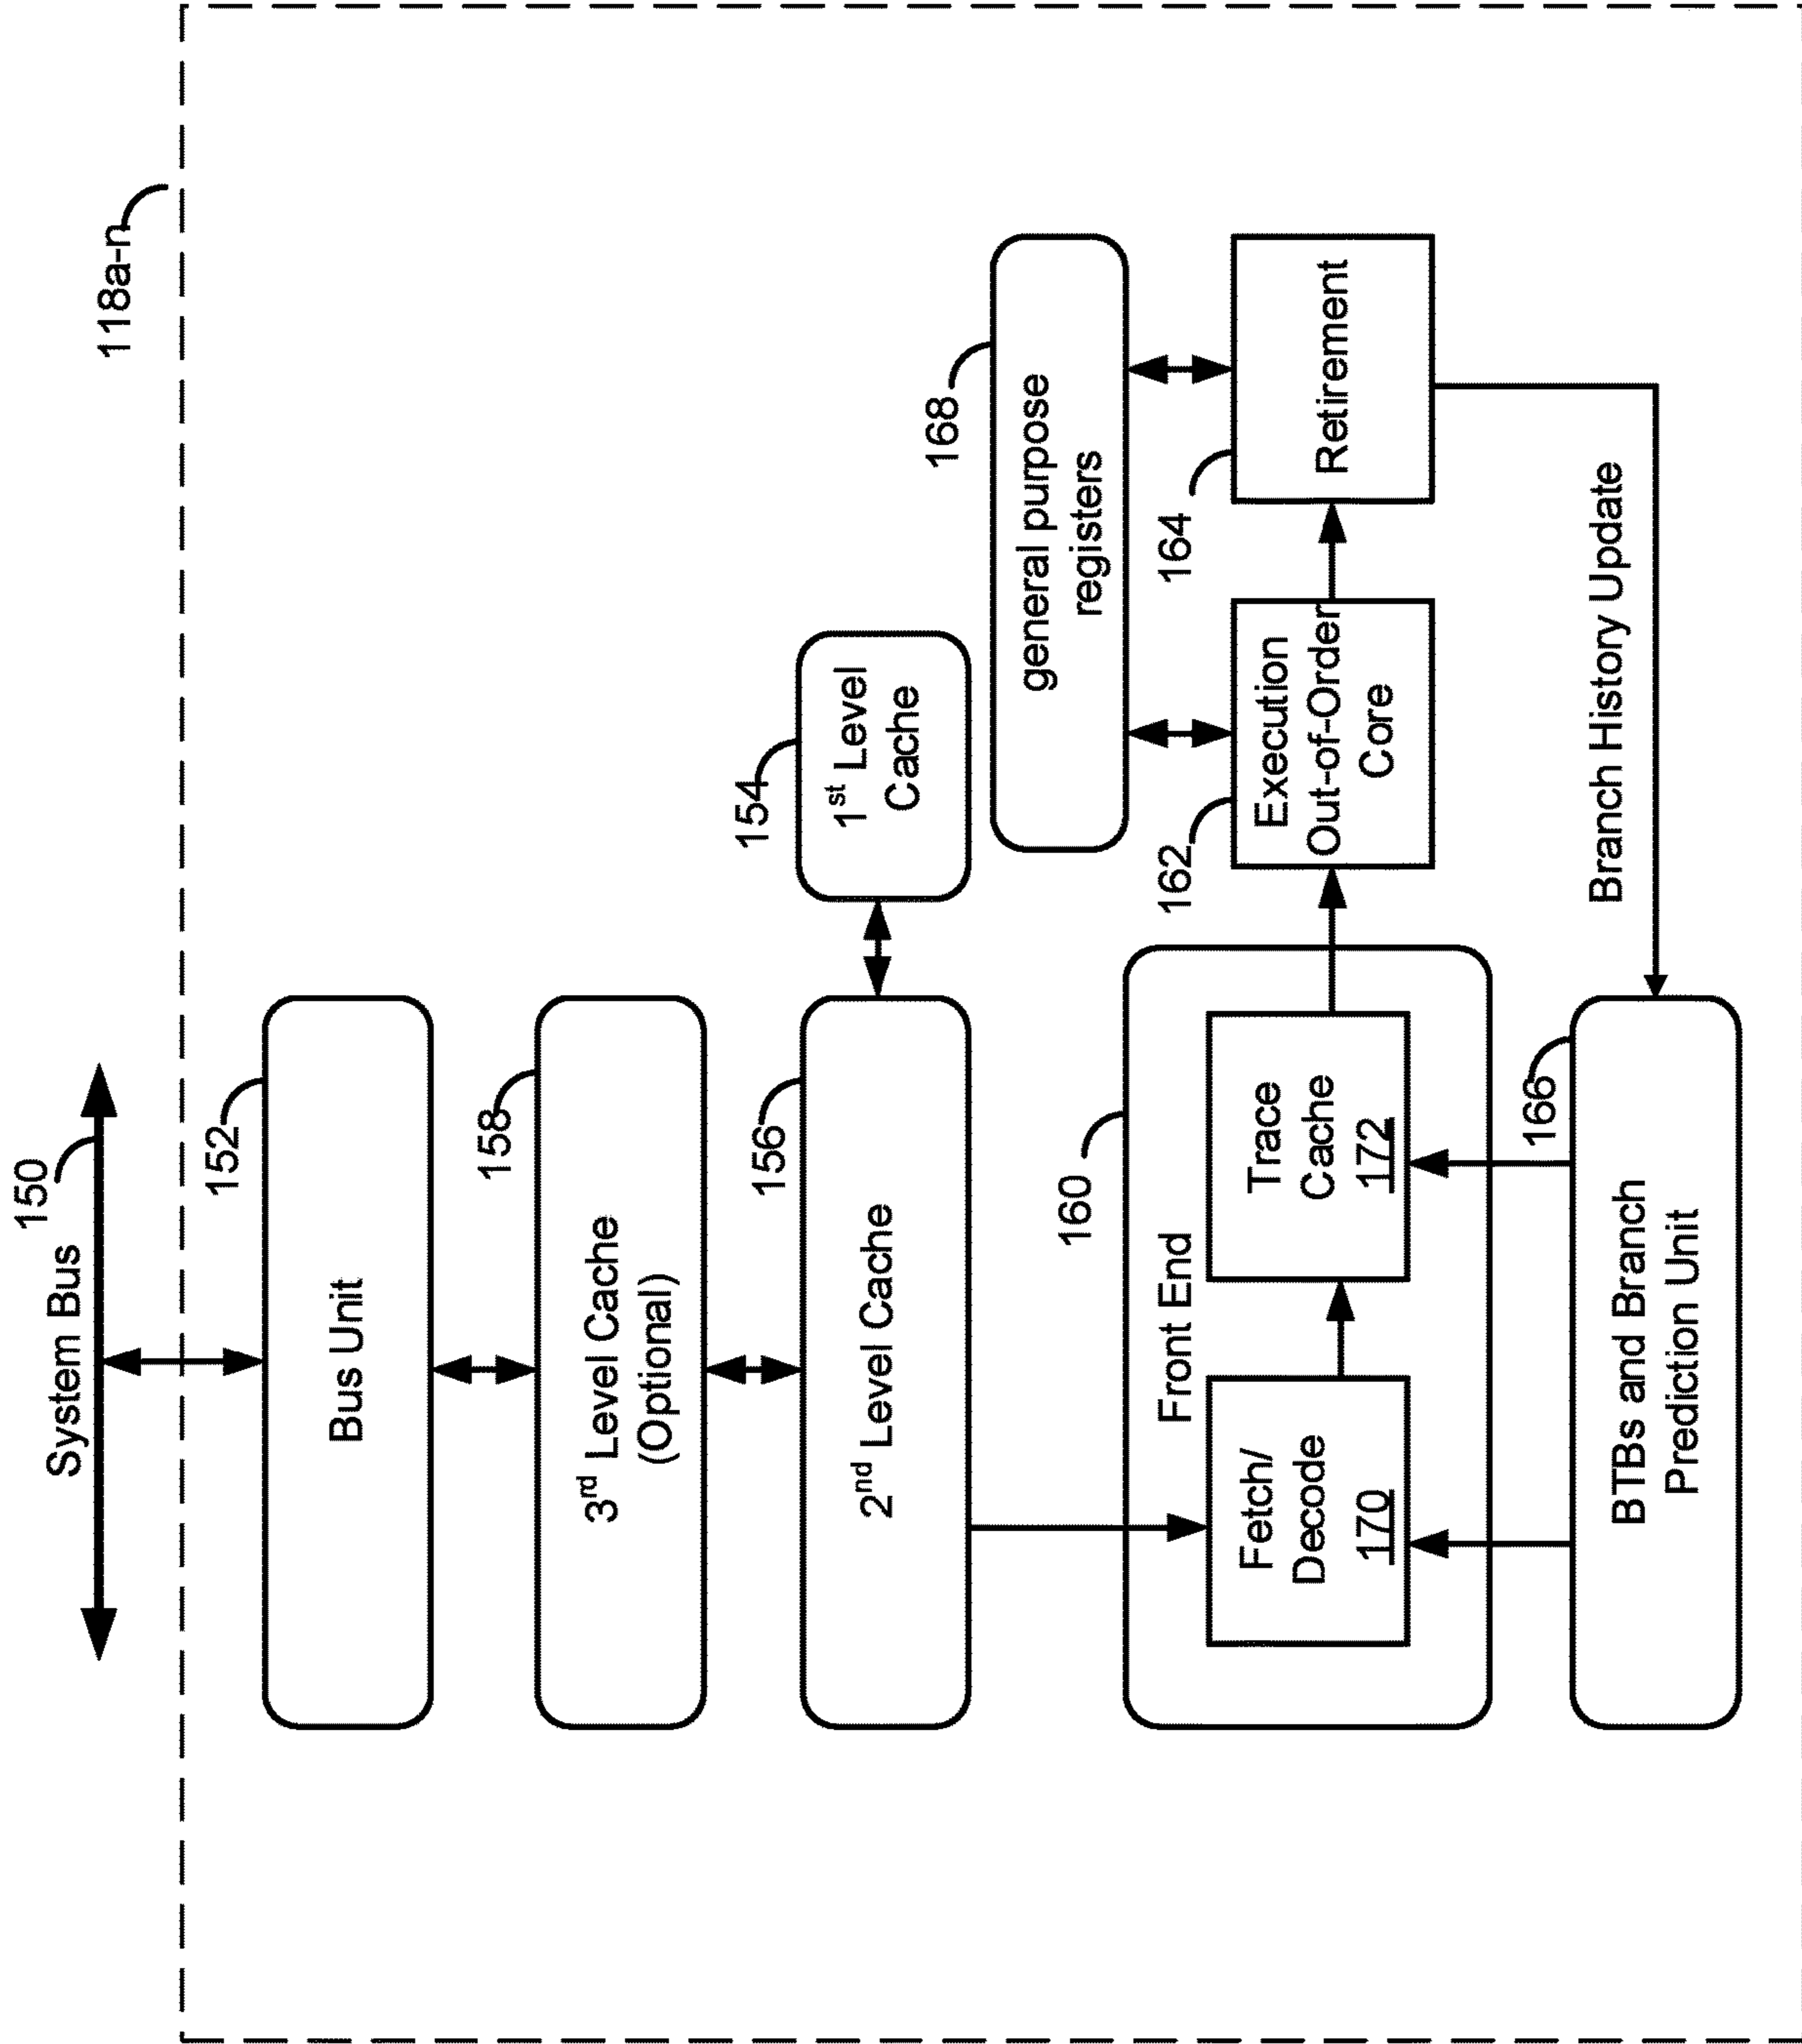 118a-n
150
System Bus
152
Bus Unit
158
3rd Level Cache
(Optional)
156
2nd Level Cache
154
1st Level
Cache
168
general purpose
registers
160
Front End
Fetch/
Decode
170
Trace
Cache
172
162
Execution
Out-of-Order
Core
164
Retirement
166
BTBs and Branch
Prediction Unit
Branch History Update